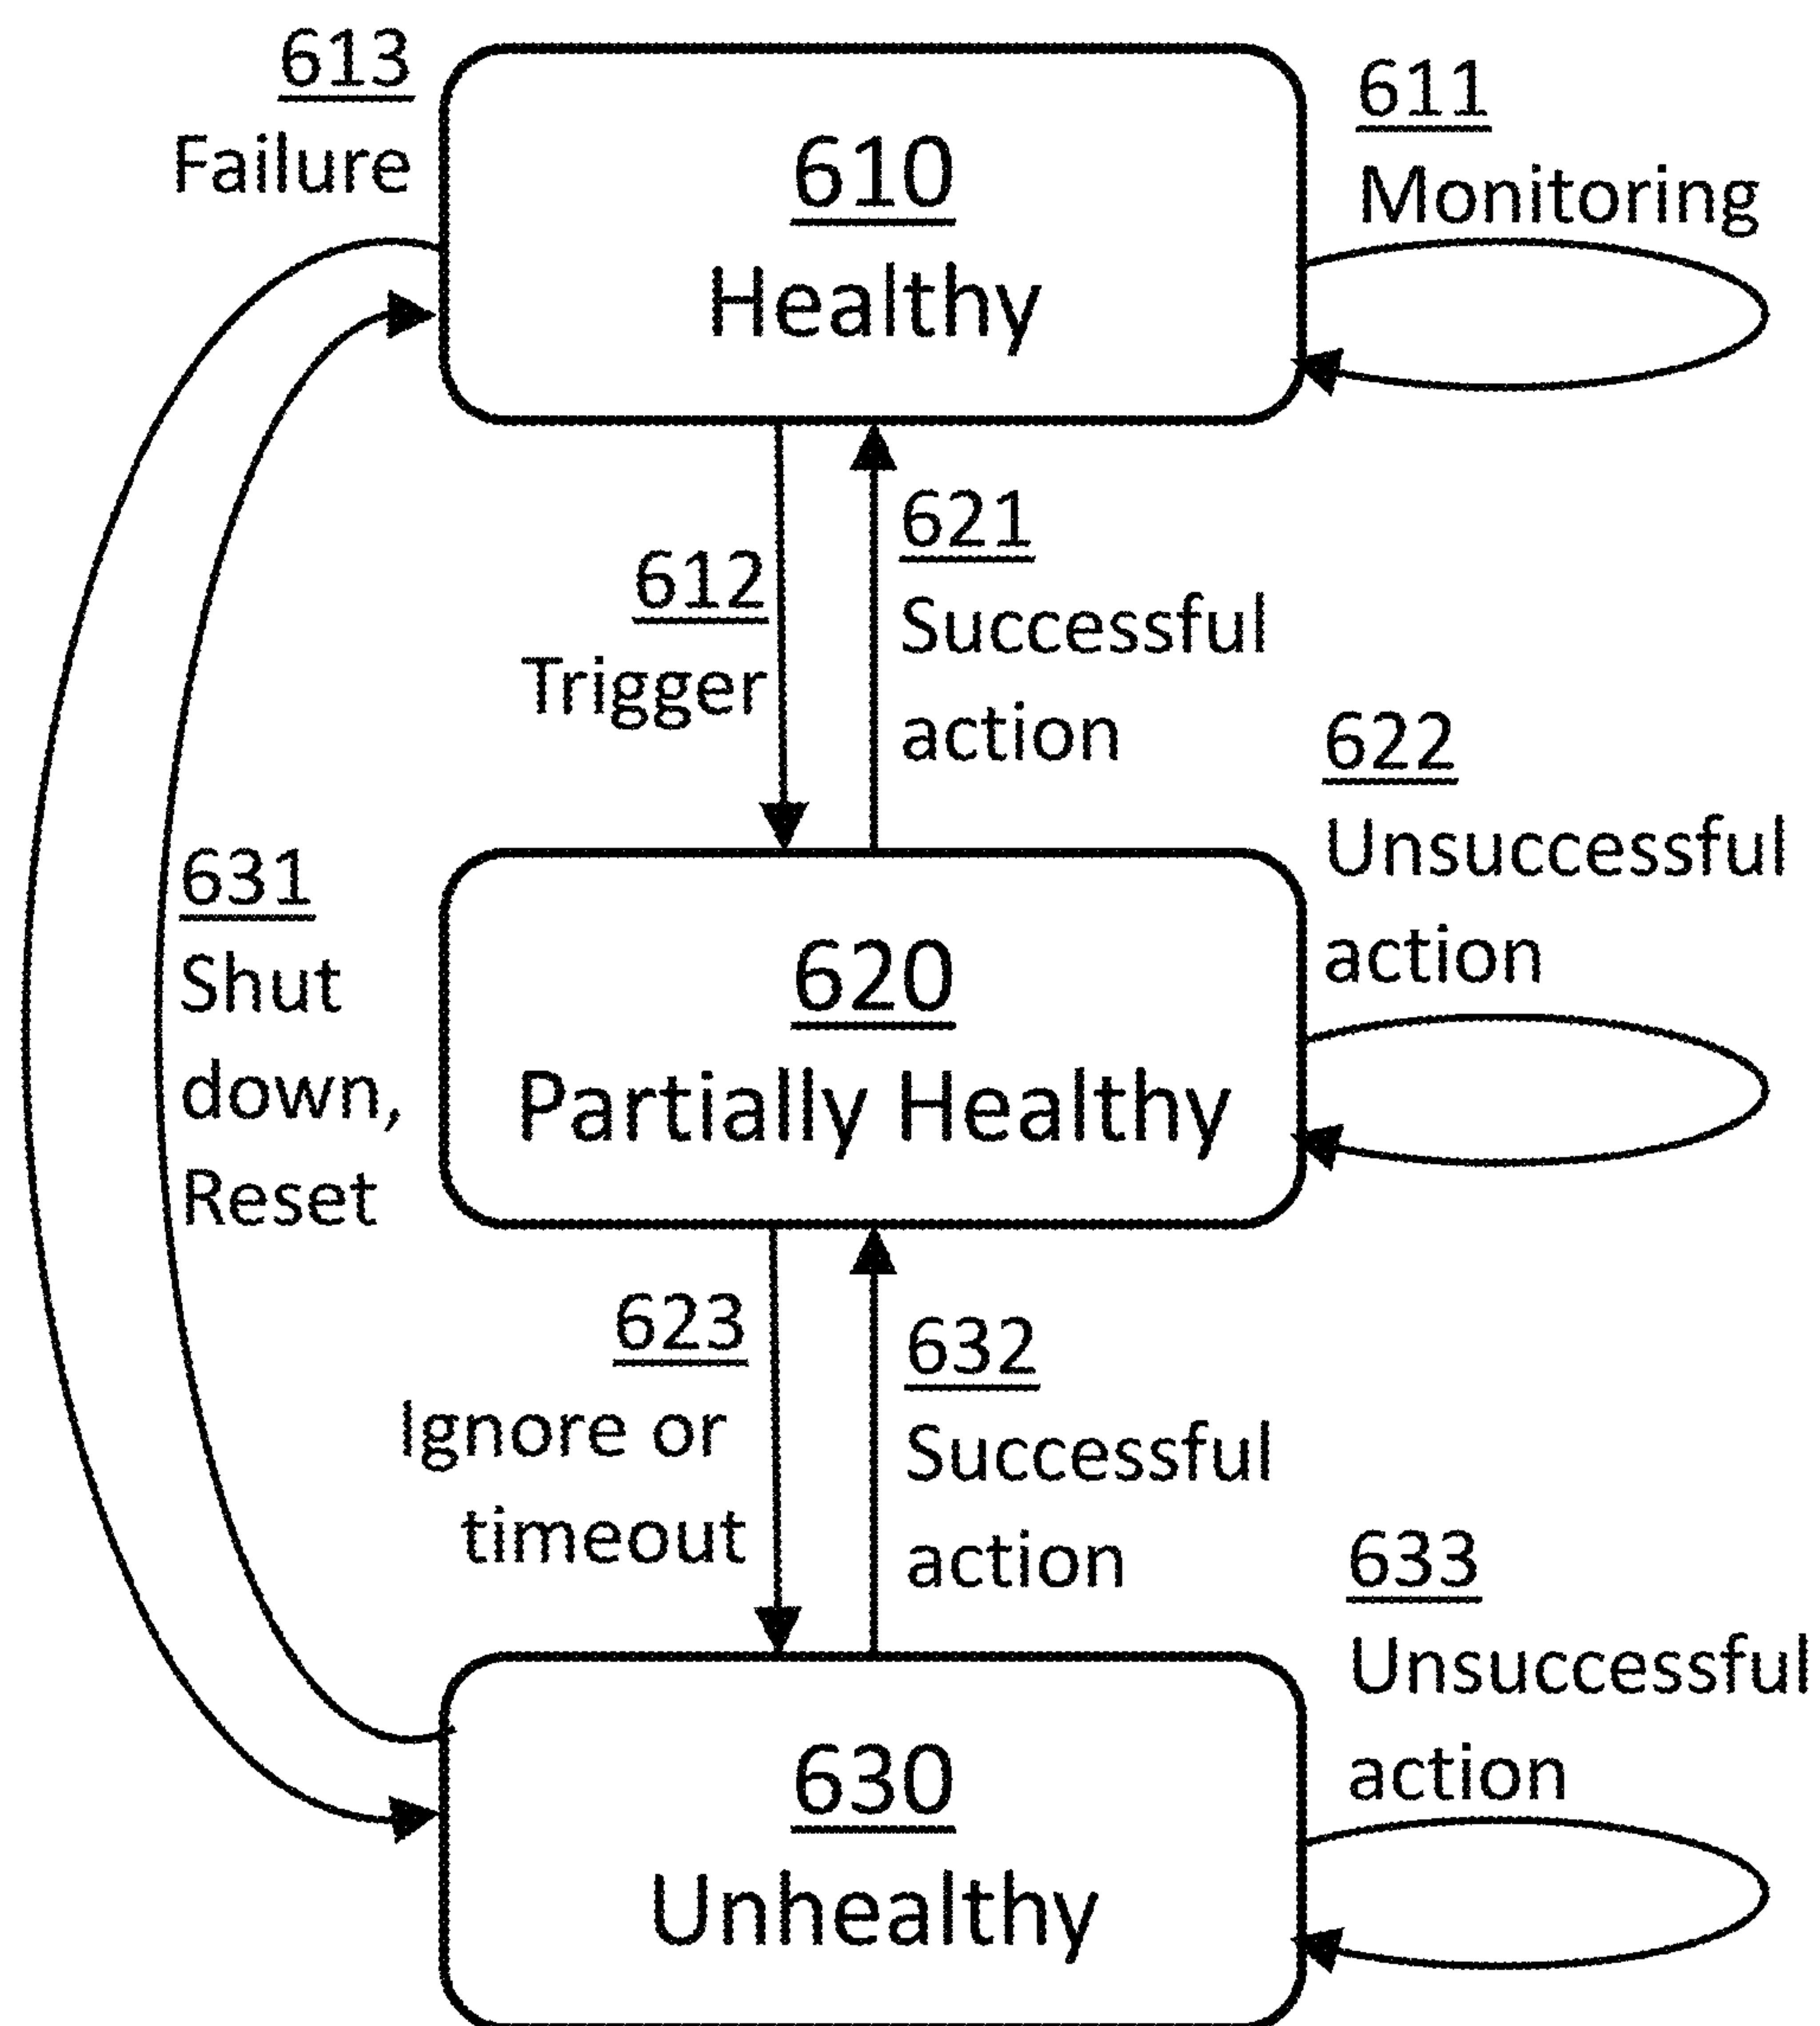 613
Failure
610
Healthy
611
Monitoring
612
Trigger
621
Successful
action
622
Unsuccessful
action
631
Shut
down,
Reset
620
Partially Healthy
623
Ignore or
timeout
632
Successful
action
633
Unsuccessful
action
630
Unhealthy